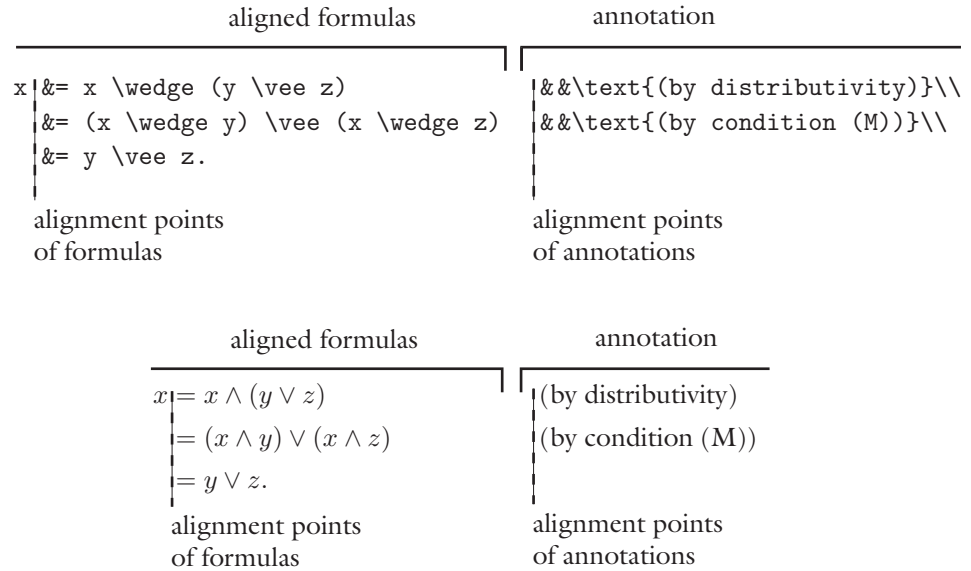 aligned formulas annotation
x &= x \wedge (y \vee z) &&\text{(by distributivity)}\\
&= (x \wedge y) \vee (x \wedge z) &&\text{(by condition (M))}\\
&= y \vee z.
alignment points alignment points
of formulas of annotations
aligned formulas annotation
x = x ∧ (y ∨ z) (by distributivity)
= (x ∧ y) ∨ (x ∧ z) (by condition (M))
= y ∨ z.
alignment points alignment points
of formulas of annotations